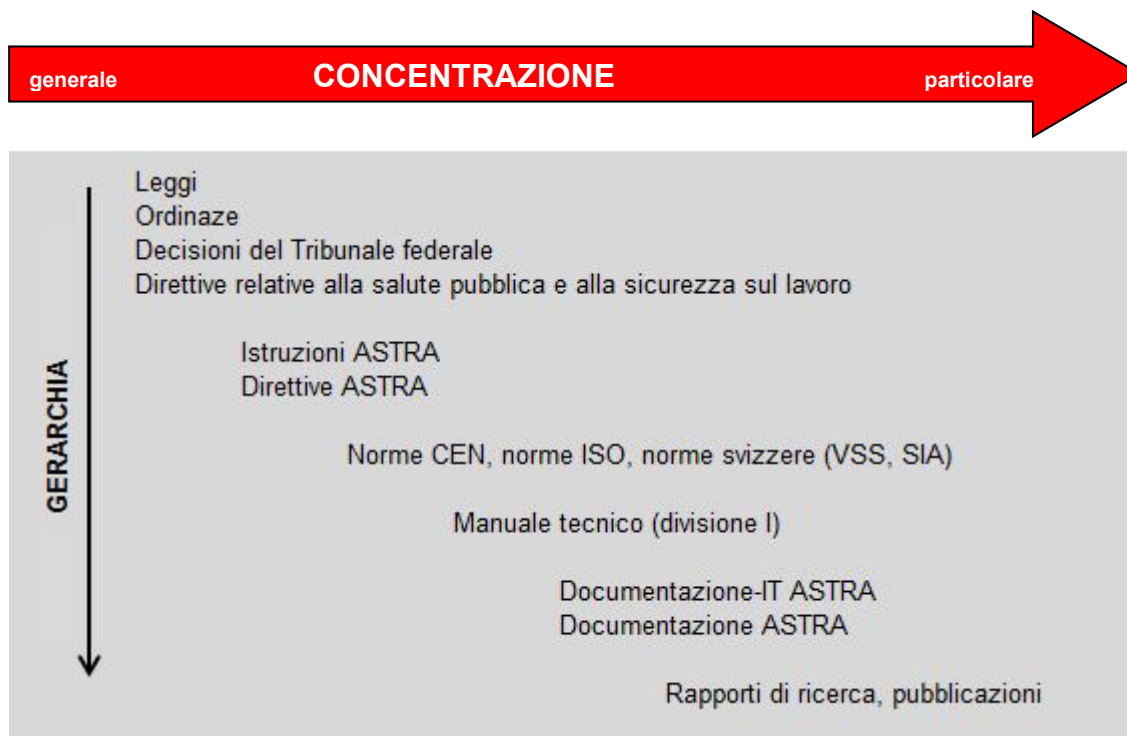 generale CONCENTRAZIONE particolare
Leggi
Ordinaze
Decisioni del Tribunale federale
Direttive relative alla salute pubblica e alla sicurezza sul lavoro
Istruzioni ASTRA
Direttive ASTRA
GERARCHIA
Norme CEN, norme ISO, norme svizzere (VSS, SIA)
Manuale tecnico (divisione I)
Documentazione-IT ASTRA
Documentazione ASTRA
Rapporti di ricerca, pubblicazioni